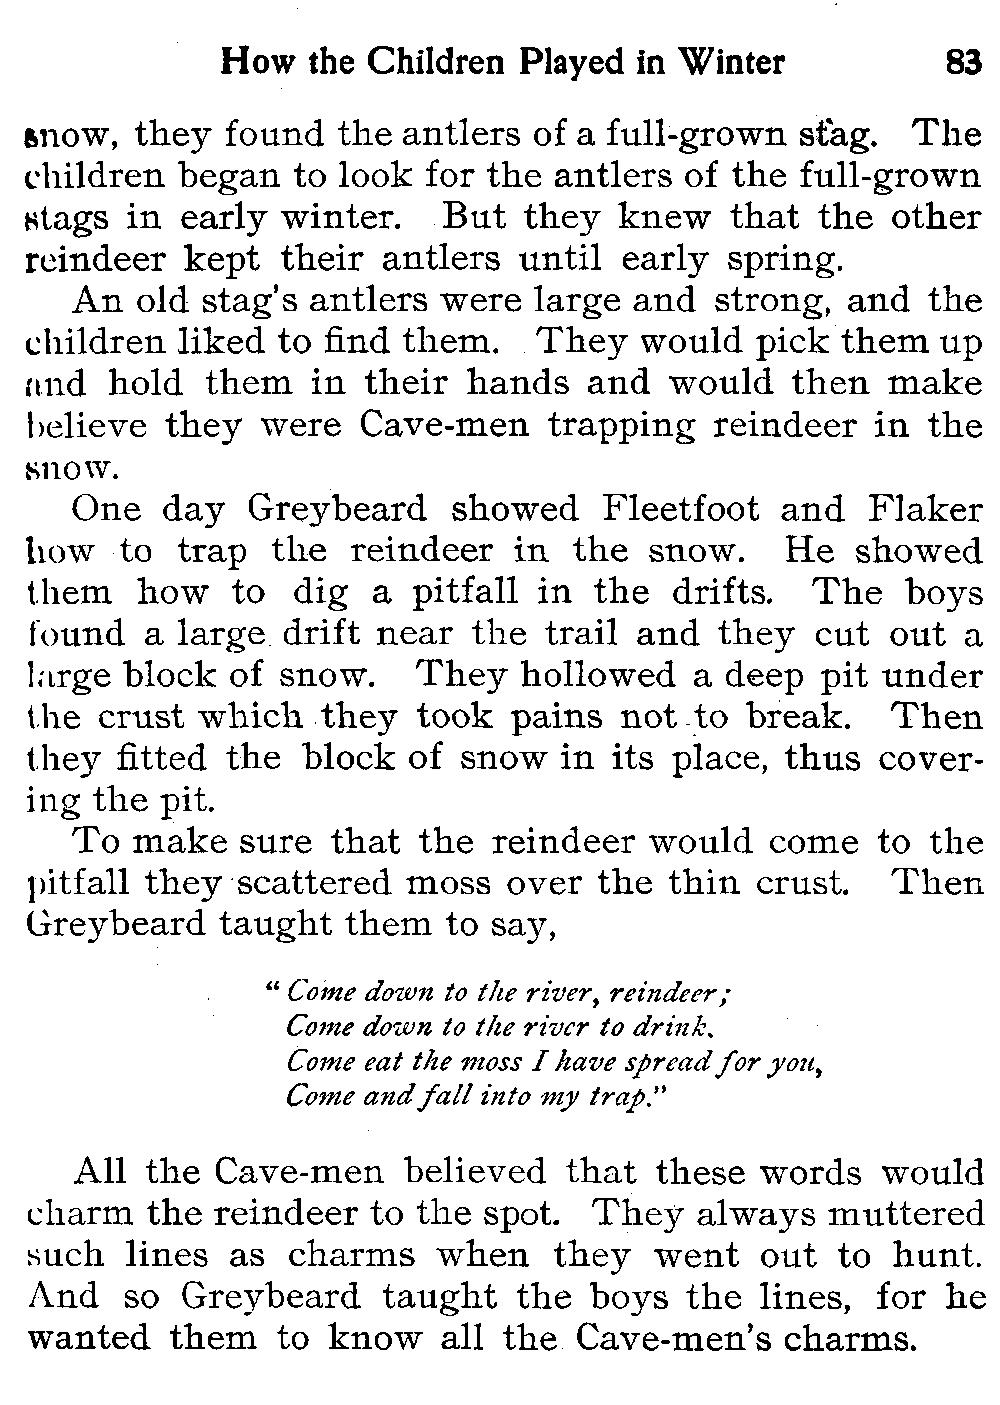 How the Children Played in Winter 83
snow, they found the antlers of a full-grown stag. The
children began to look for the antlers of the full-grown
stags in early winter. But they knew that the other
reindeer kept their antlers until early spring.
An old stag's antlers were large and strong, and the
children liked to find them. They would pick them up
and hold them in their hands and would then make
believe they were Cave-men trapping reindeer in the
snow.
One day Greybeard showed Fleetfoot and Flaker
how to trap the reindeer in the snow. He showed
them how to dig a pitfall in the drifts. The boys
found a large drift near the trail and they cut out a
large block of snow. They hollowed a deep pit under
the crust which they took pains not to break. Then
they fitted the block of snow in its place, thus cover-
ing the pit.
To make sure that the reindeer would come to the
pitfall they scattered moss over the thin crust. Then
Greybeard taught them to say,
“Come down to the river, reindeer;
Come down to the river to drink.
Come eat the moss I have spread for you,
Come and fall into my trap.”
All the Cave-men believed that these words would
charm the reindeer to the spot. They always muttered
such lines as charms when they went out to hunt.
And so Greybeard taught the boys the lines, for he
wanted them to know all the Cave-men's charms.